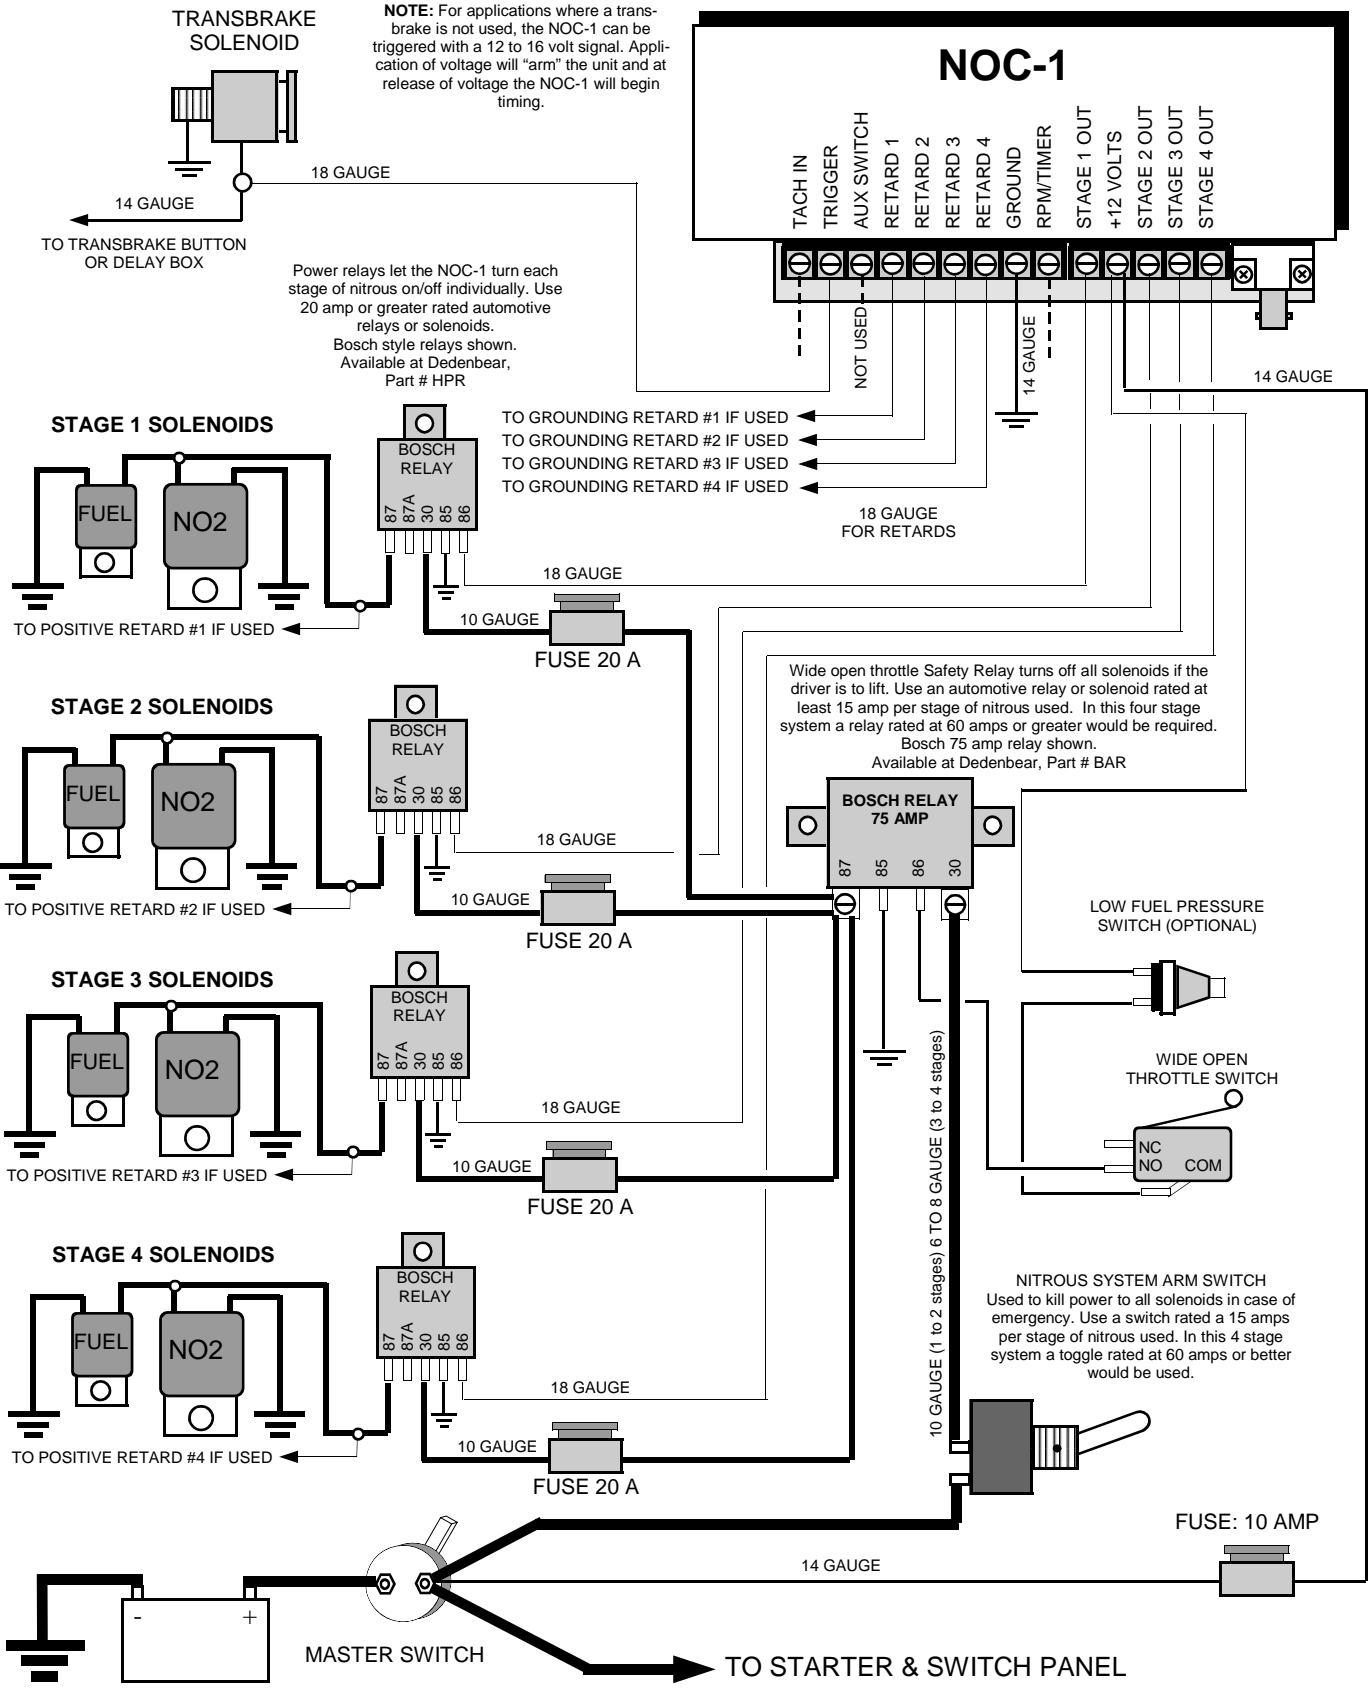 TRANSBRAKE
SOLENOID
NOTE: For applications where a trans-
brake is not used, the NOC-1 can be
triggered with a 12 to 16 volt signal. Appli-
cation of voltage will “arm” the unit and at
release of voltage the NOC-1 will begin
timing.
NOC-1
TACH IN
TRIGGER
AUX SWITCH
RETARD 1
RETARD 2
RETARD 3
RETARD 4
GROUND
RPM/TIMER
STAGE 1 OUT
+12 VOLTS
STAGE 2 OUT
STAGE 3 OUT
STAGE 4 OUT
18 GAUGE
14 GAUGE
TO TRANSBRAKE BUTTON
OR DELAY BOX
Power relays let the NOC-1 turn each
stage of nitrous on/off individually. Use
20 amp or greater rated automotive
relays or solenoids.
Bosch style relays shown.
Available at Dedenbear,
Part # HPR
NOT USED
14 GAUGE
14 GAUGE
TO GROUNDING RETARD #1 IF USED
TO GROUNDING RETARD #2 IF USED
TO GROUNDING RETARD #3 IF USED
TO GROUNDING RETARD #4 IF USED
18 GAUGE
FOR RETARDS
STAGE 1 SOLENOIDS
FUEL
NO2
BOSCH
RELAY
87
87A
30
85
86
18 GAUGE
10 GAUGE
FUSE 20 A
TO POSITIVE RETARD #1 IF USED
Wide open throttle Safety Relay turns off all solenoids if the
driver is to lift. Use an automotive relay or solenoid rated at
least 15 amp per stage of nitrous used. In this four stage
system a relay rated at 60 amps or greater would be required.
Bosch 75 amp relay shown.
Available at Dedenbear, Part # BAR
STAGE 2 SOLENOIDS
FUEL
NO2
BOSCH
RELAY
87
87A
30
85
86
18 GAUGE
10 GAUGE
FUSE 20 A
TO POSITIVE RETARD #2 IF USED
BOSCH RELAY
75 AMP
87
85
86
30
LOW FUEL PRESSURE
SWITCH (OPTIONAL)
STAGE 3 SOLENOIDS
FUEL
NO2
BOSCH
RELAY
87
87A
30
85
86
18 GAUGE
10 GAUGE
FUSE 20 A
TO POSITIVE RETARD #3 IF USED
WIDE OPEN
THROTTLE SWITCH
NC
NO COM
10 GAUGE (1 to 2 stages) 6 TO 8 GAUGE (3 to 4 stages)
STAGE 4 SOLENOIDS
FUEL
NO2
BOSCH
RELAY
87
87A
30
85
86
18 GAUGE
10 GAUGE
FUSE 20 A
TO POSITIVE RETARD #4 IF USED
NITROUS SYSTEM ARM SWITCH
Used to kill power to all solenoids in case of
emergency. Use a switch rated a 15 amps
per stage of nitrous used. In this 4 stage
system a toggle rated at 60 amps or better
would be used.
FUSE: 10 AMP
14 GAUGE
- +
MASTER SWITCH
TO STARTER & SWITCH PANEL